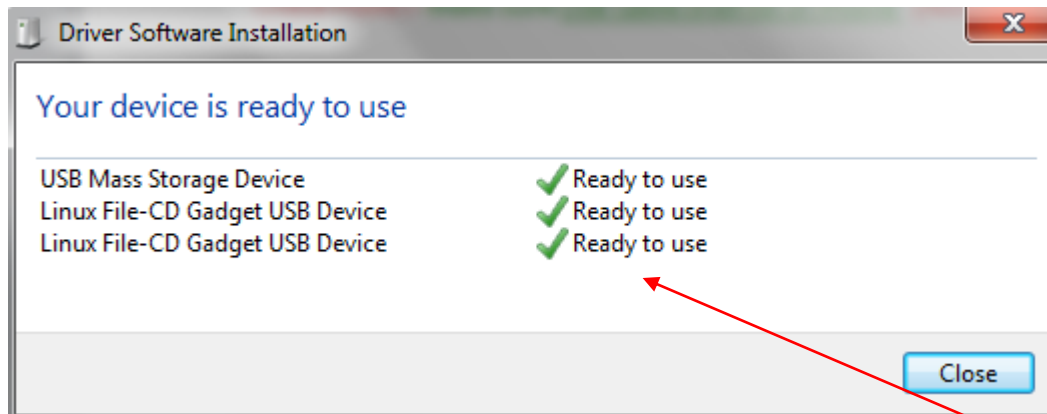 Driver Software Installation
Your device is ready to use
USB Mass Storage Device Ready to use
Linux File-CD Gadget USB Device Ready to use
Linux File-CD Gadget USB Device Ready to use
Close